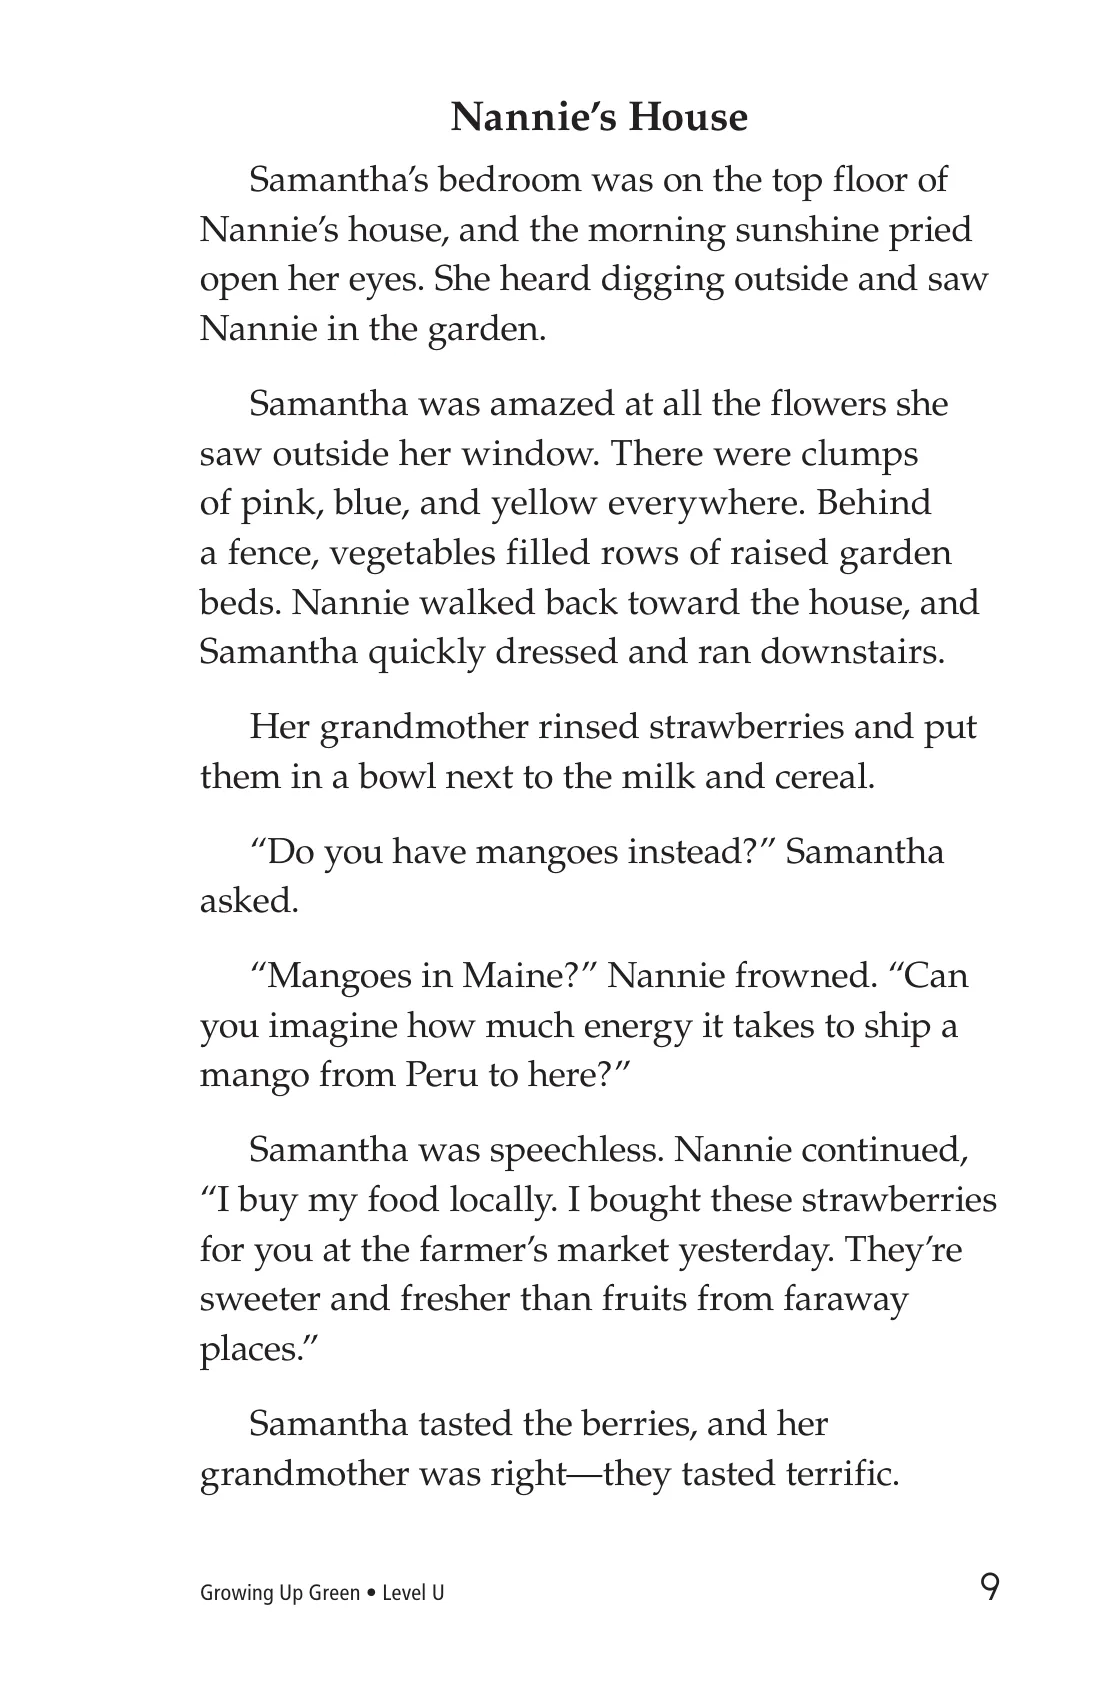 Nannie’s House
Samantha’s bedroom was on the top floor of
Nannie’s house, and the morning sunshine pried
open her eyes. She heard digging outside and saw
Nannie in the garden.
Samantha was amazed at all the flowers she
saw outside her window. There were clumps
of pink, blue, and yellow everywhere. Behind
a fence, vegetables filled rows of raised garden
beds. Nannie walked back toward the house, and
Samantha quickly dressed and ran downstairs.
Her grandmother rinsed strawberries and put
them in a bowl next to the milk and cereal.
“Do you have mangoes instead?” Samantha
asked.
“Mangoes in Maine?” Nannie frowned. “Can
you imagine how much energy it takes to ship a
mango from Peru to here?”
Samantha was speechless. Nannie continued,
“I buy my food locally. I bought these strawberries
for you at the farmer’s market yesterday. They’re
sweeter and fresher than fruits from faraway
places.”
Samantha tasted the berries, and her
grandmother was right—they tasted terrific.
Growing Up Green • Level U 9